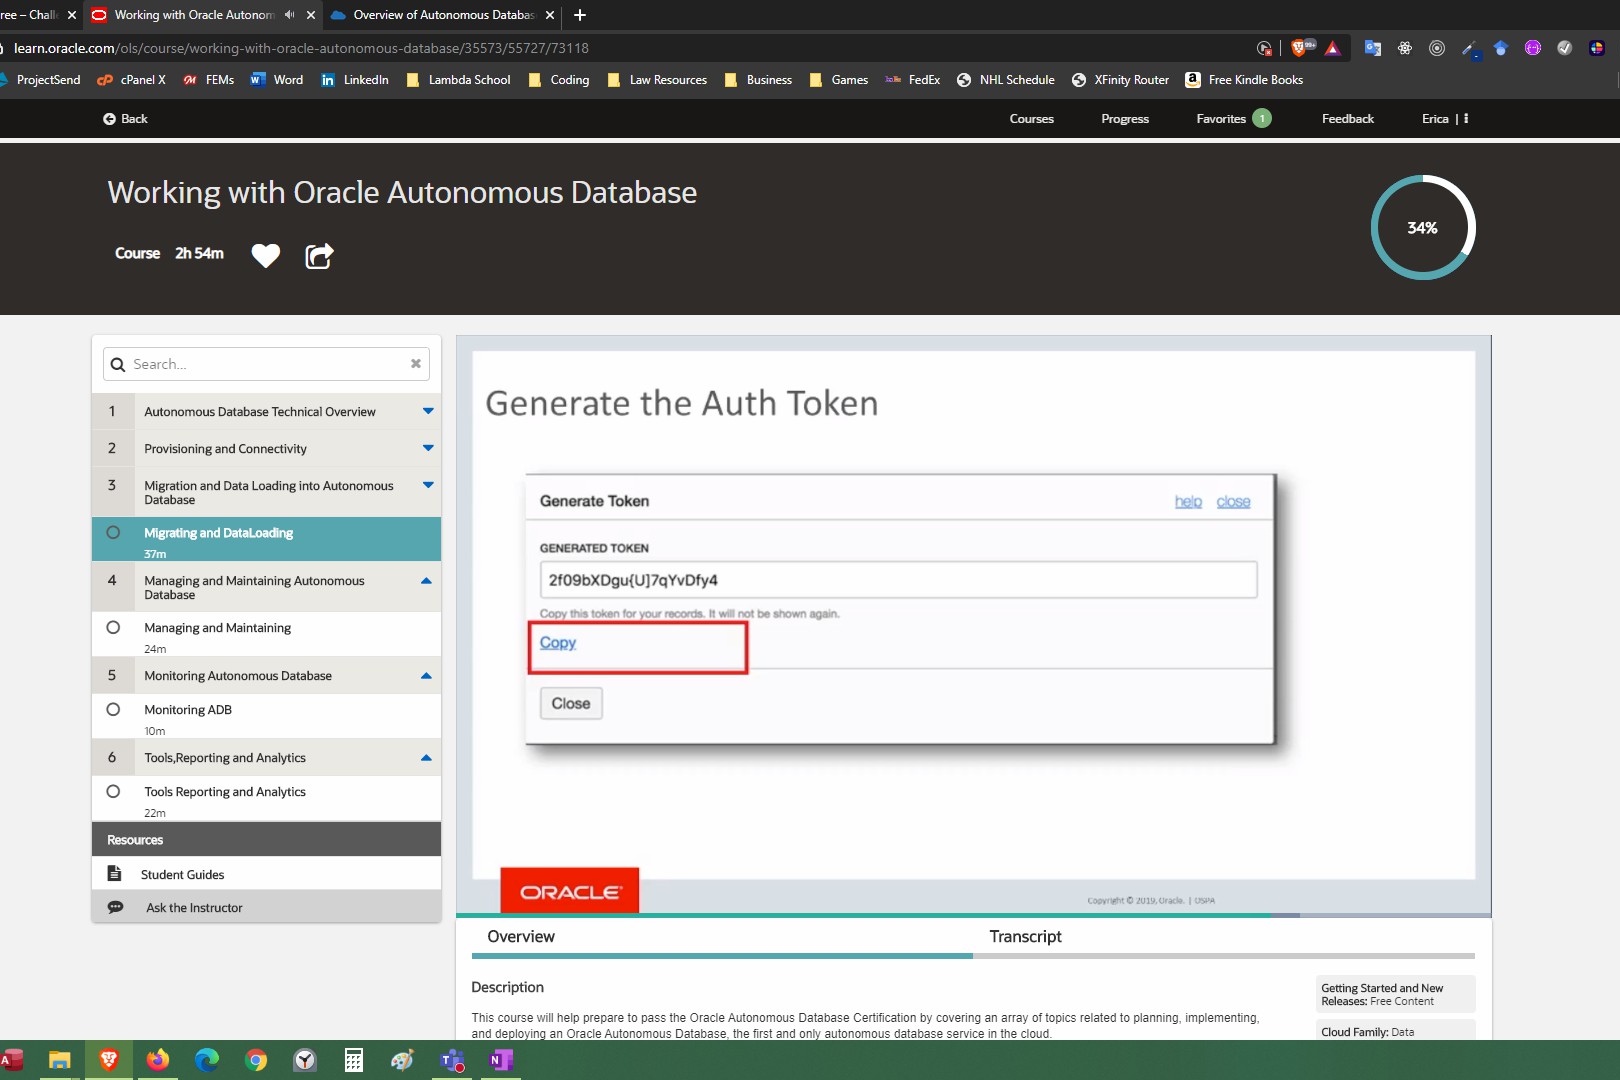 ree – Chall
Working with Oracle Autonom
Overview of Autonomous Databas
learn.oracle.com/ols/course/working-with-oracle-autonomous-database/35573/55727/73118
99+
ProjectSend
cPanel X
FEMs
Word
LinkedIn
Lambda School
Coding
Law Resources
Business
Games
FedEx
NHL Schedule
XFinity Router
Free Kindle Books
Back
Courses
Progress
Favorites 1
Feedback
Erica |
Working with Oracle Autonomous Database
Course 2h 54m
34%
Search...
1 Autonomous Database Technical Overview
2 Provisioning and Connectivity
3 Migration and Data Loading into Autonomous
Database
Migrating and DataLoading
37m
4 Managing and Maintaining Autonomous
Database
Managing and Maintaining
24m
5 Monitoring Autonomous Database
Monitoring ADB
10m
6 Tools,Reporting and Analytics
Tools Reporting and Analytics
22m
Resources
Student Guides
Ask the Instructor
Generate the Auth Token
Generate Token
help close
GENERATED TOKEN
2f09bXDgu{U]7qYvDfy4
Copy this token for your records. It will not be shown again.
Copy
Close
ORACLE
Copyright © 2019, Oracle. | OSPA
Overview
Transcript
Description
This course will help prepare to pass the Oracle Autonomous Database Certification by covering an array of topics related to planning, implementing,
and deploying an Oracle Autonomous Database, the first and only autonomous database service in the cloud.
Getting Started and New
Releases: Free Content
Cloud Family: Data